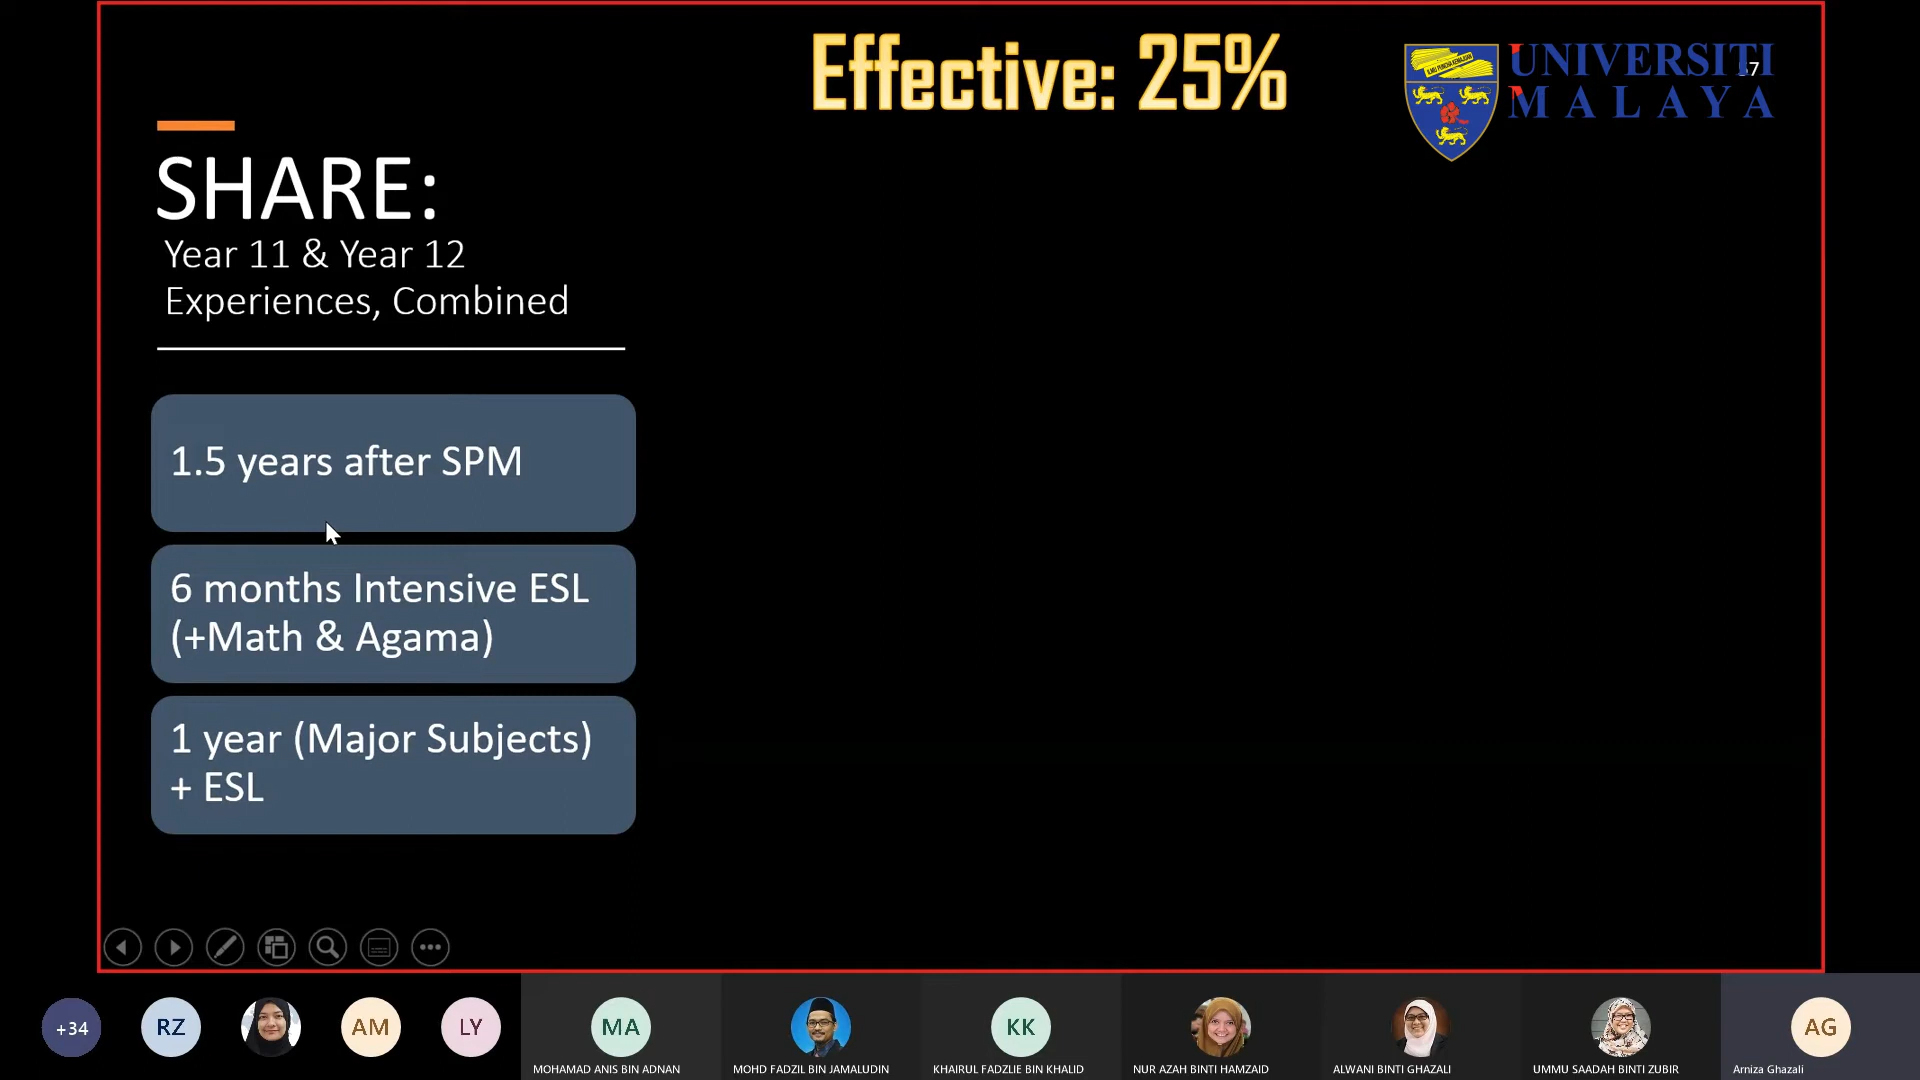 Effective: 25%
UNIVERSITI
MALAYA
SHARE:
Year 11 & Year 12
Experiences, Combined
1.5 years after SPM
6 months Intensive ESL
(+Math & Agama)
1 year (Major Subjects)
+ ESL
+34
RZ
AM
LY
MA
KK
AG
MOHAMAD ANIS BIN ADNAN
MOHD FADZIL BIN JAMALUDIN
KHAIRUL FADZLIE BIN KHALID
NUR AZAH BINTI HAMZAID
ALWANI BINTI GHAZALI
UMMU SAADAH BINTI ZUBIR
Arniza Ghazali